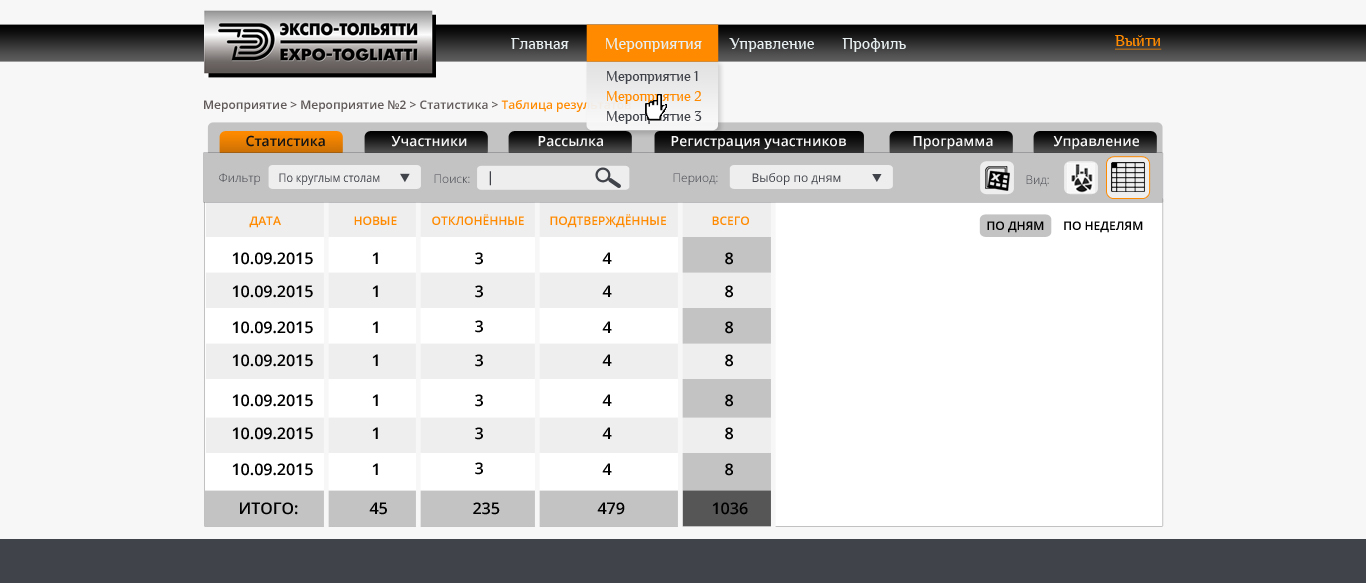 ЭКСПО-ТОЛЬЯТТИ
EXPO-TOGLIATTI
Главная Мероприятия Управление Профиль Выйти
Мероприятие 1
Мероприятие 2
Мероприятие 3
Мероприятие > Мероприятие №2 > Статистика > Таблица
Статистика Участники Рассылка Регистрация участников Программа Управление
Фильтр По круглым столам Поиск: Период: Выбор по дням Вид:
ДАТА НОВЫЕ ОТКЛОНЁННЫЕ ПОДТВЕРЖДЁННЫЕ ВСЕГО
ПО ДНЯМ ПО НЕДЕЛЯМ
10.09.2015 1 3 4 8
10.09.2015 1 3 4 8
10.09.2015 1 3 4 8
10.09.2015 1 3 4 8
10.09.2015 1 3 4 8
10.09.2015 1 3 4 8
10.09.2015 1 3 4 8
ИТОГО: 45 235 479 1036